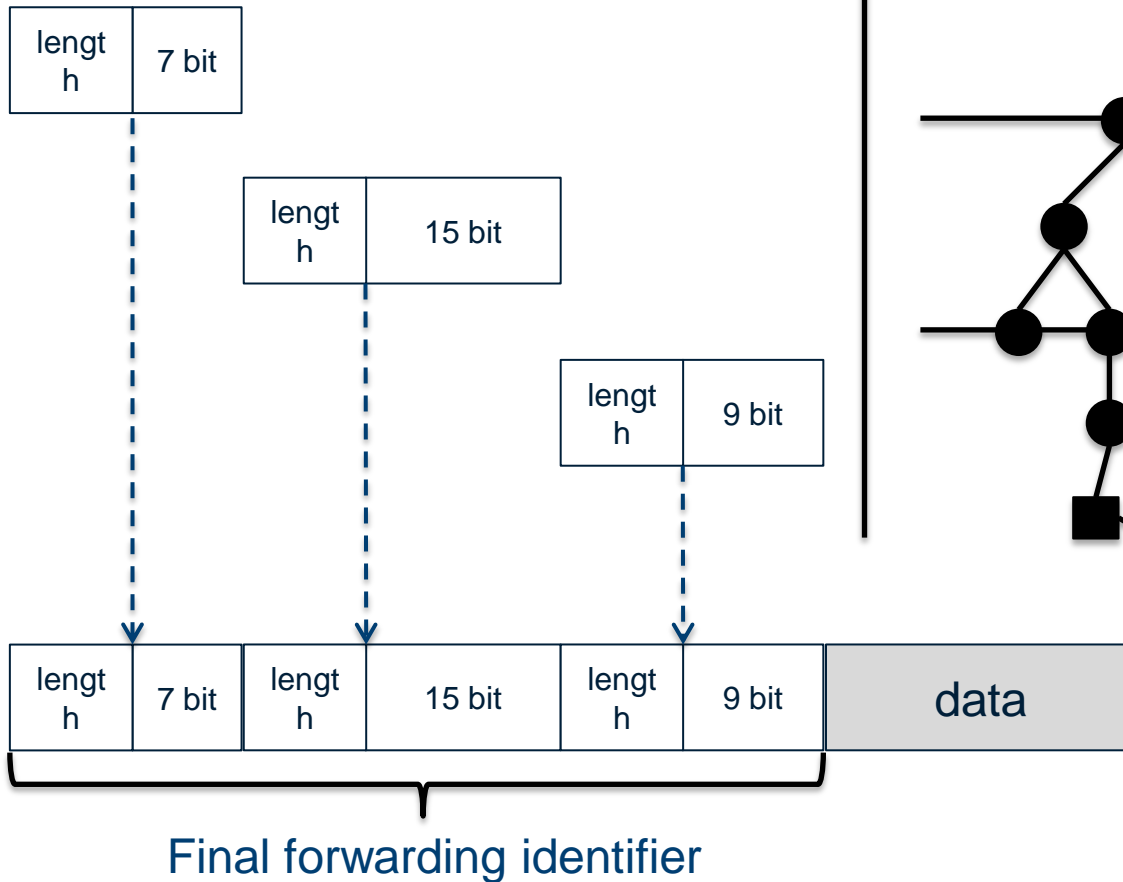 lengt
h
7 bit
lengt
h
15 bit
lengt
h
9 bit
lengt
h
7 bit
lengt
h
15 bit
lengt
h
9 bit
data
Final forwarding identifier